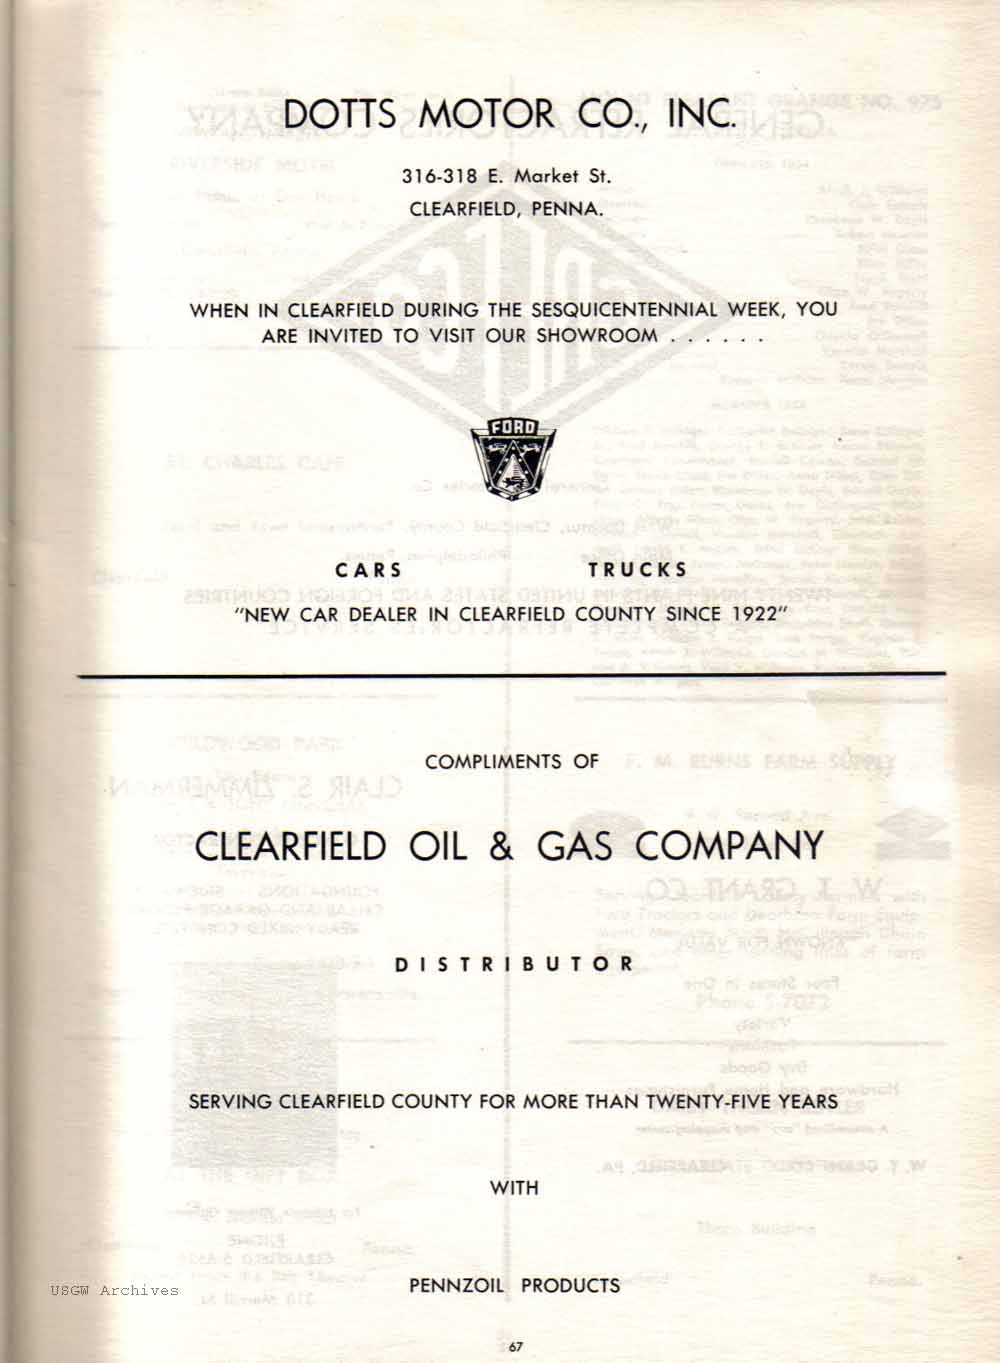 DOTTS MOTOR CO., INC.
316-318 E. Market St.
CLEARFIELD, PENNA.
WHEN IN CLEARFIELD DURING THE SESQUICENTENNIAL WEEK, YOU
ARE INVITED TO VISIT OUR SHOWROOM . . . . . .
FORD
CARS TRUCKS
"NEW CAR DEALER IN CLEARFIELD COUNTY SINCE 1922"
COMPLIMENTS OF
CLEARFIELD OIL & GAS COMPANY
DISTRIBUTOR
SERVING CLEARFIELD COUNTY FOR MORE THAN TWENTY-FIVE YEARS
WITH
PENNZOIL PRODUCTS
USGW Archives
67